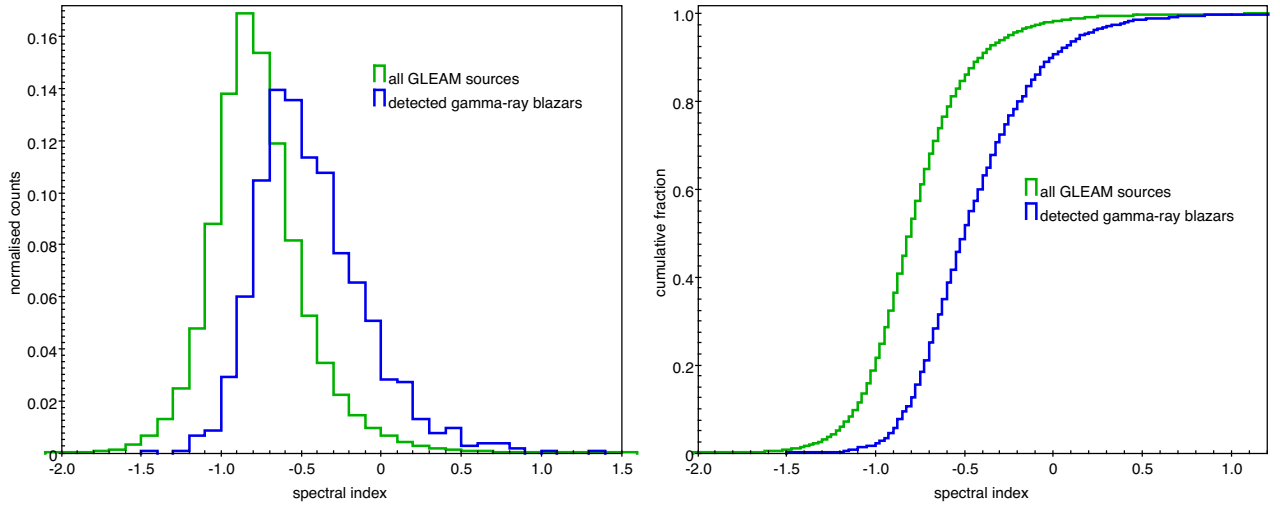 0.16
0.14
0.12
0.10
0.08
0.06
0.04
0.02
0
normalised counts
-2.0 -1.5 -1.0 -0.5 0 0.5 1.0 1.5
spectral index
all GLEAM sources
detected gamma-ray blazars
1.0
0.8
0.6
0.4
0.2
0
cumulative fraction
-2.0 -1.5 -1.0 -0.5 0 0.5 1.0
spectral index
all GLEAM sources
detected gamma-ray blazars